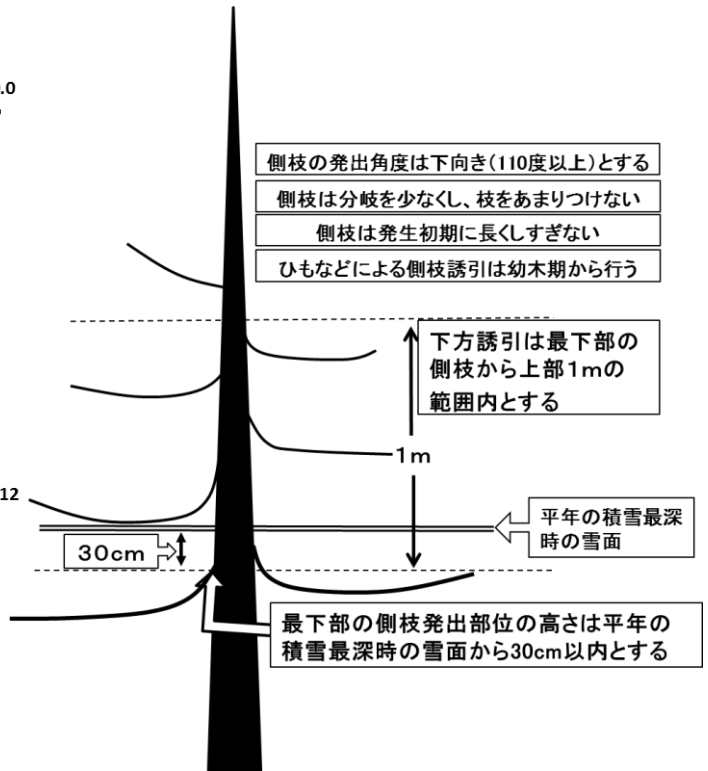 .0
側枝の発出角度は下向き(110度以上)とする
側枝は分岐を少なくし、枝をあまりつけない
側枝は発生初期に長くしすぎない
ひもなどによる側枝誘引は幼木期から行う
下方誘引は最下部の
側枝から上部1mの
範囲内とする
1m
12
平年の積雪最深
時の雪面
30cm
最下部の側枝発出部位の高さは平年の
積雪最深時の雪面から30cm以内とする